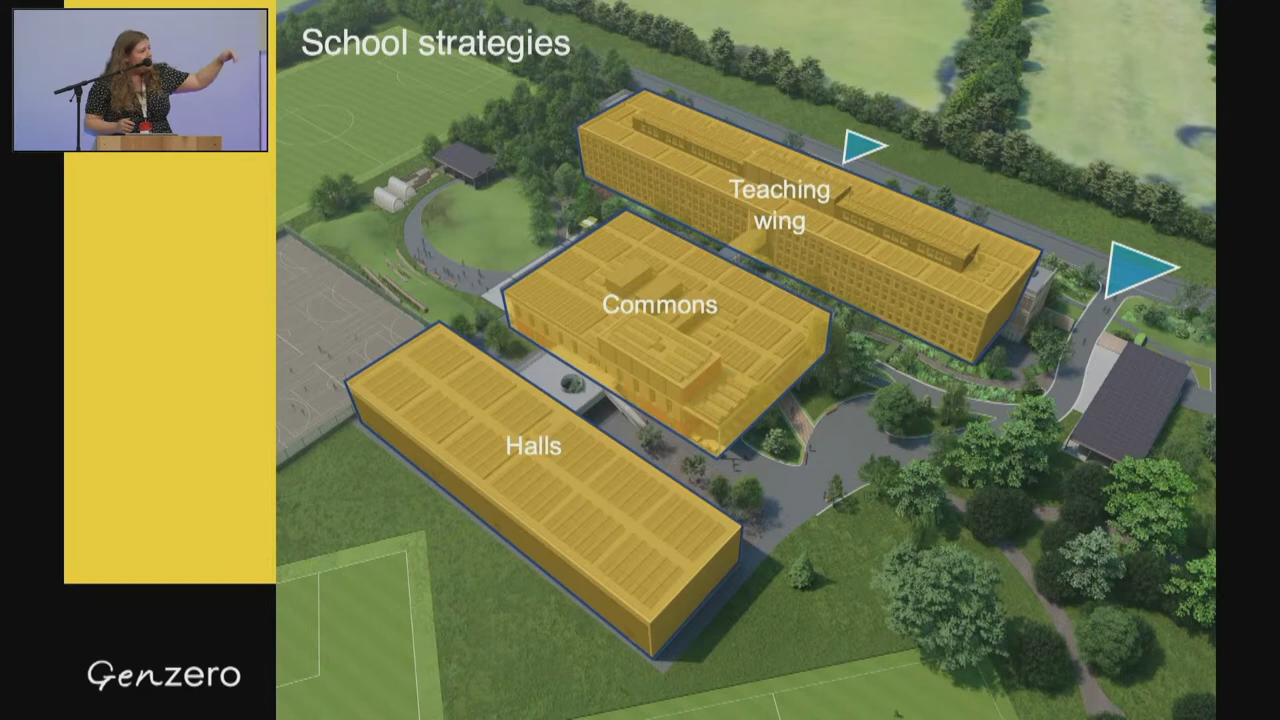 School strategies
Teaching
wing
Commons
Halls
Genzero